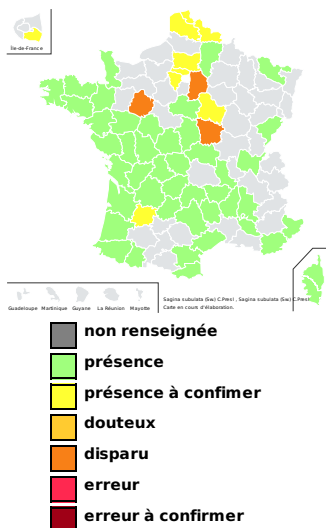 Île-de-France
Guadeloupe Martinique Guyane La Réunion Mayotte
Sagina subulata (Sw.) C.Presl , Sagina subulata (Sw.) C.Presl
Carte en cours d'élaboration.
non renseignée
présence
présence à confimer
douteux
disparu
erreur
erreur à confirmer